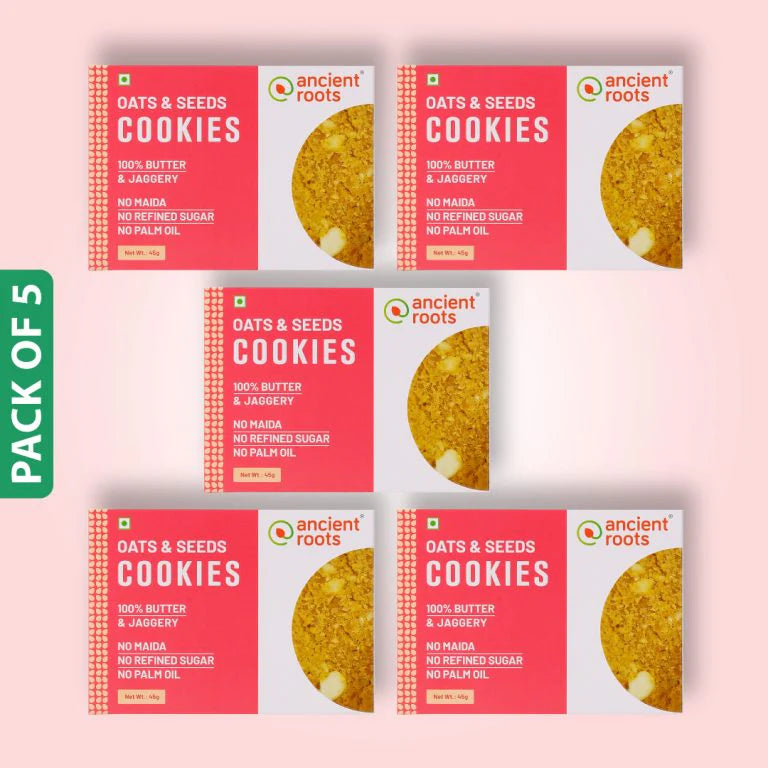 PACK OF 5
OATS & SEEDS
COOKIES
100% BUTTER
& JAGGERY
NO MAIDA
NO REFINED SUGAR
NO PALM OIL
Net Wt.: 45g
ancient®
roots
OATS & SEEDS
COOKIES
100% BUTTER
& JAGGERY
NO MAIDA
NO REFINED SUGAR
NO PALM OIL
Net Wt.: 45g
ancient®
roots
OATS & SEEDS
COOKIES
100% BUTTER
& JAGGERY
NO MAIDA
NO REFINED SUGAR
NO PALM OIL
Net Wt.: 45g
ancient®
roots
OATS & SEEDS
COOKIES
100% BUTTER
& JAGGERY
NO MAIDA
NO REFINED SUGAR
NO PALM OIL
Net Wt.: 45g
ancient®
roots
OATS & SEEDS
COOKIES
100% BUTTER
& JAGGERY
NO MAIDA
NO REFINED SUGAR
NO PALM OIL
Net Wt.: 45g
ancient®
roots